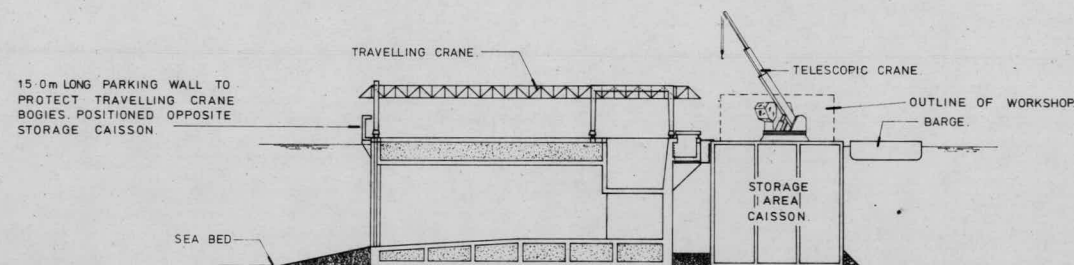 TRAVELLING CRANE.
15·0m LONG PARKING WALL TO
PROTECT TRAVELLING CRANE
BOGIES. POSITIONED OPPOSITE
STORAGE CAISSON.
TELESCOPIC CRANE.
OUTLINE OF WORKSHOP
BARGE.
STORAGE
AREA
CAISSON.
SEA BED